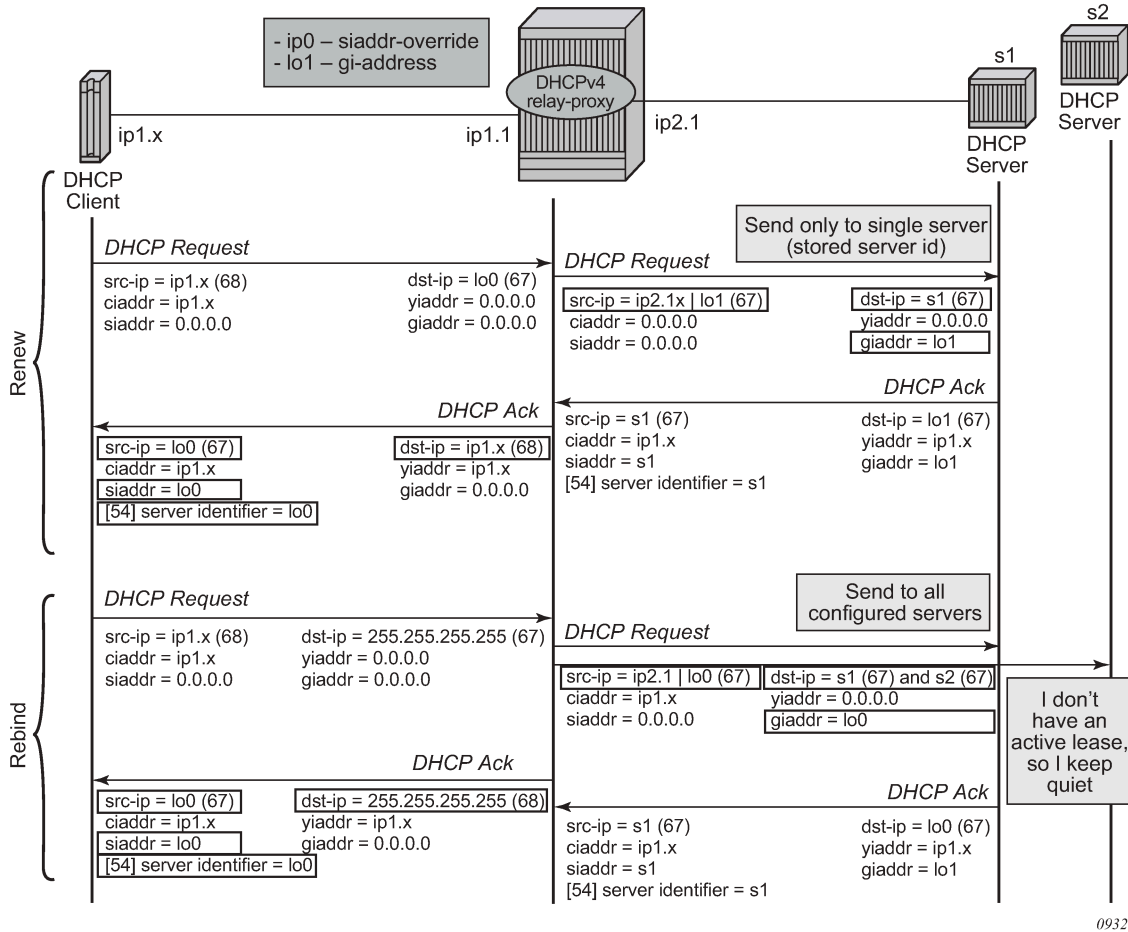 - ip0 – siaddr-override
- lo1 – gi-address
s2
s1
DHCPv4
relay-proxy
ip1.x
ip1.1
ip2.1
DHCP
Server
DHCP
Server
DHCP
Client
Renew
Send only to single server
(stored server id)
DHCP Request
src-ip = ip1.x (68)
dst-ip = lo0 (67)
ciaddr = ip1.x
yiaddr = 0.0.0.0
siaddr = 0.0.0.0
giaddr = 0.0.0.0
DHCP Request
src-ip = ip2.1x | lo1 (67)
dst-ip = s1 (67)
ciaddr = 0.0.0.0
yiaddr = 0.0.0.0
siaddr = 0.0.0.0
giaddr = lo1
DHCP Ack
src-ip = s1 (67)
dst-ip = lo1 (67)
ciaddr = ip1.x
yiaddr = ip1.x
siaddr = s1
giaddr = lo1
[54] server identifier = s1
DHCP Ack
src-ip = lo0 (67)
dst-ip = ip1.x (68)
ciaddr = ip1.x
yiaddr = ip1.x
siaddr = lo0
giaddr = 0.0.0.0
[54] server identifier = lo0
Rebind
Send to all
configured servers
DHCP Request
src-ip = ip1.x (68)
dst-ip = 255.255.255.255 (67)
ciaddr = ip1.x
yiaddr = 0.0.0.0
siaddr = 0.0.0.0
giaddr = 0.0.0.0
DHCP Request
src-ip = ip2.1 | lo0 (67)
dst-ip = s1 (67) and s2 (67)
ciaddr = ip1.x
yiaddr = 0.0.0.0
siaddr = 0.0.0.0
giaddr = lo0
I don't
have an
active lease,
so I keep
quiet
DHCP Ack
src-ip = s1 (67)
dst-ip = lo0 (67)
ciaddr = ip1.x
yiaddr = ip1.x
siaddr = s1
giaddr = lo1
[54] server identifier = s1
DHCP Ack
src-ip = lo0 (67)
dst-ip = 255.255.255.255 (68)
ciaddr = ip1.x
yiaddr = ip1.x
siaddr = lo0
giaddr = 0.0.0.0
[54] server identifier = lo0
0932